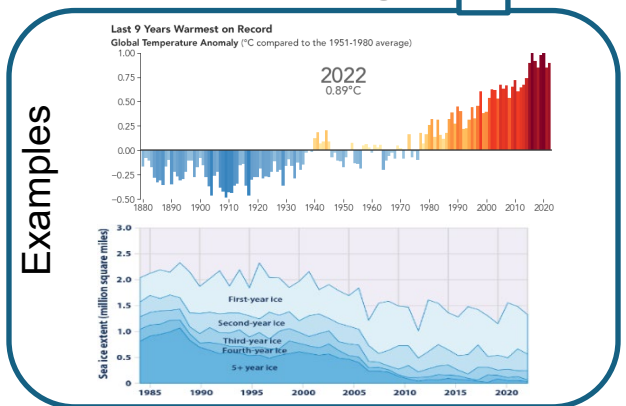 Examples
Last 9 Years Warmest on Record
Global Temperature Anomaly (°C compared to the 1951-1980 average)
1.00
0.75
0.50
0.25
0.00
−0.25
−0.50
2022
0.89°C
1880 1890 1900 1910 1920 1930 1940 1950 1960 1970 1980 1990 2000 2010 2020
Sea ice extent (million square miles)
3.0
2.5
2.0
1.5
1.0
0.5
0
First-year ice
Second-year ice
Third-year ice
Fourth-year ice
5+ year ice
1985 1990 1995 2000 2005 2010 2015 2020